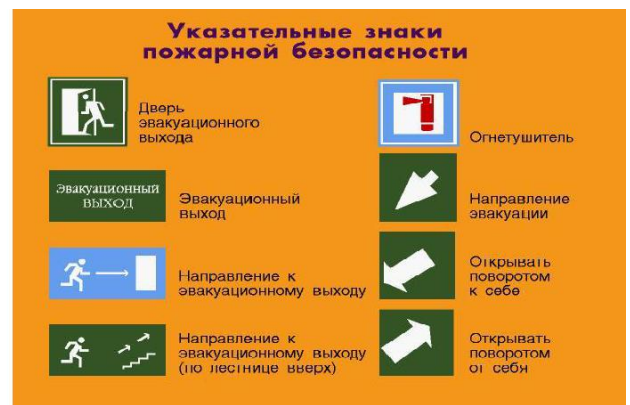 Указательные знаки
пожарной безопасности
Дверь
эвакуационного
выхода
Огнетушитель
Эвакуационный
ВЫХОД
Эвакуационный
выход
Направление
эвакуации
Направление к
эвакуационному выходу
Открывать
поворотом
к себе
Направление к
эвакуационному выходу
(по лестнице вверх)
Открывать
поворотом
от себя